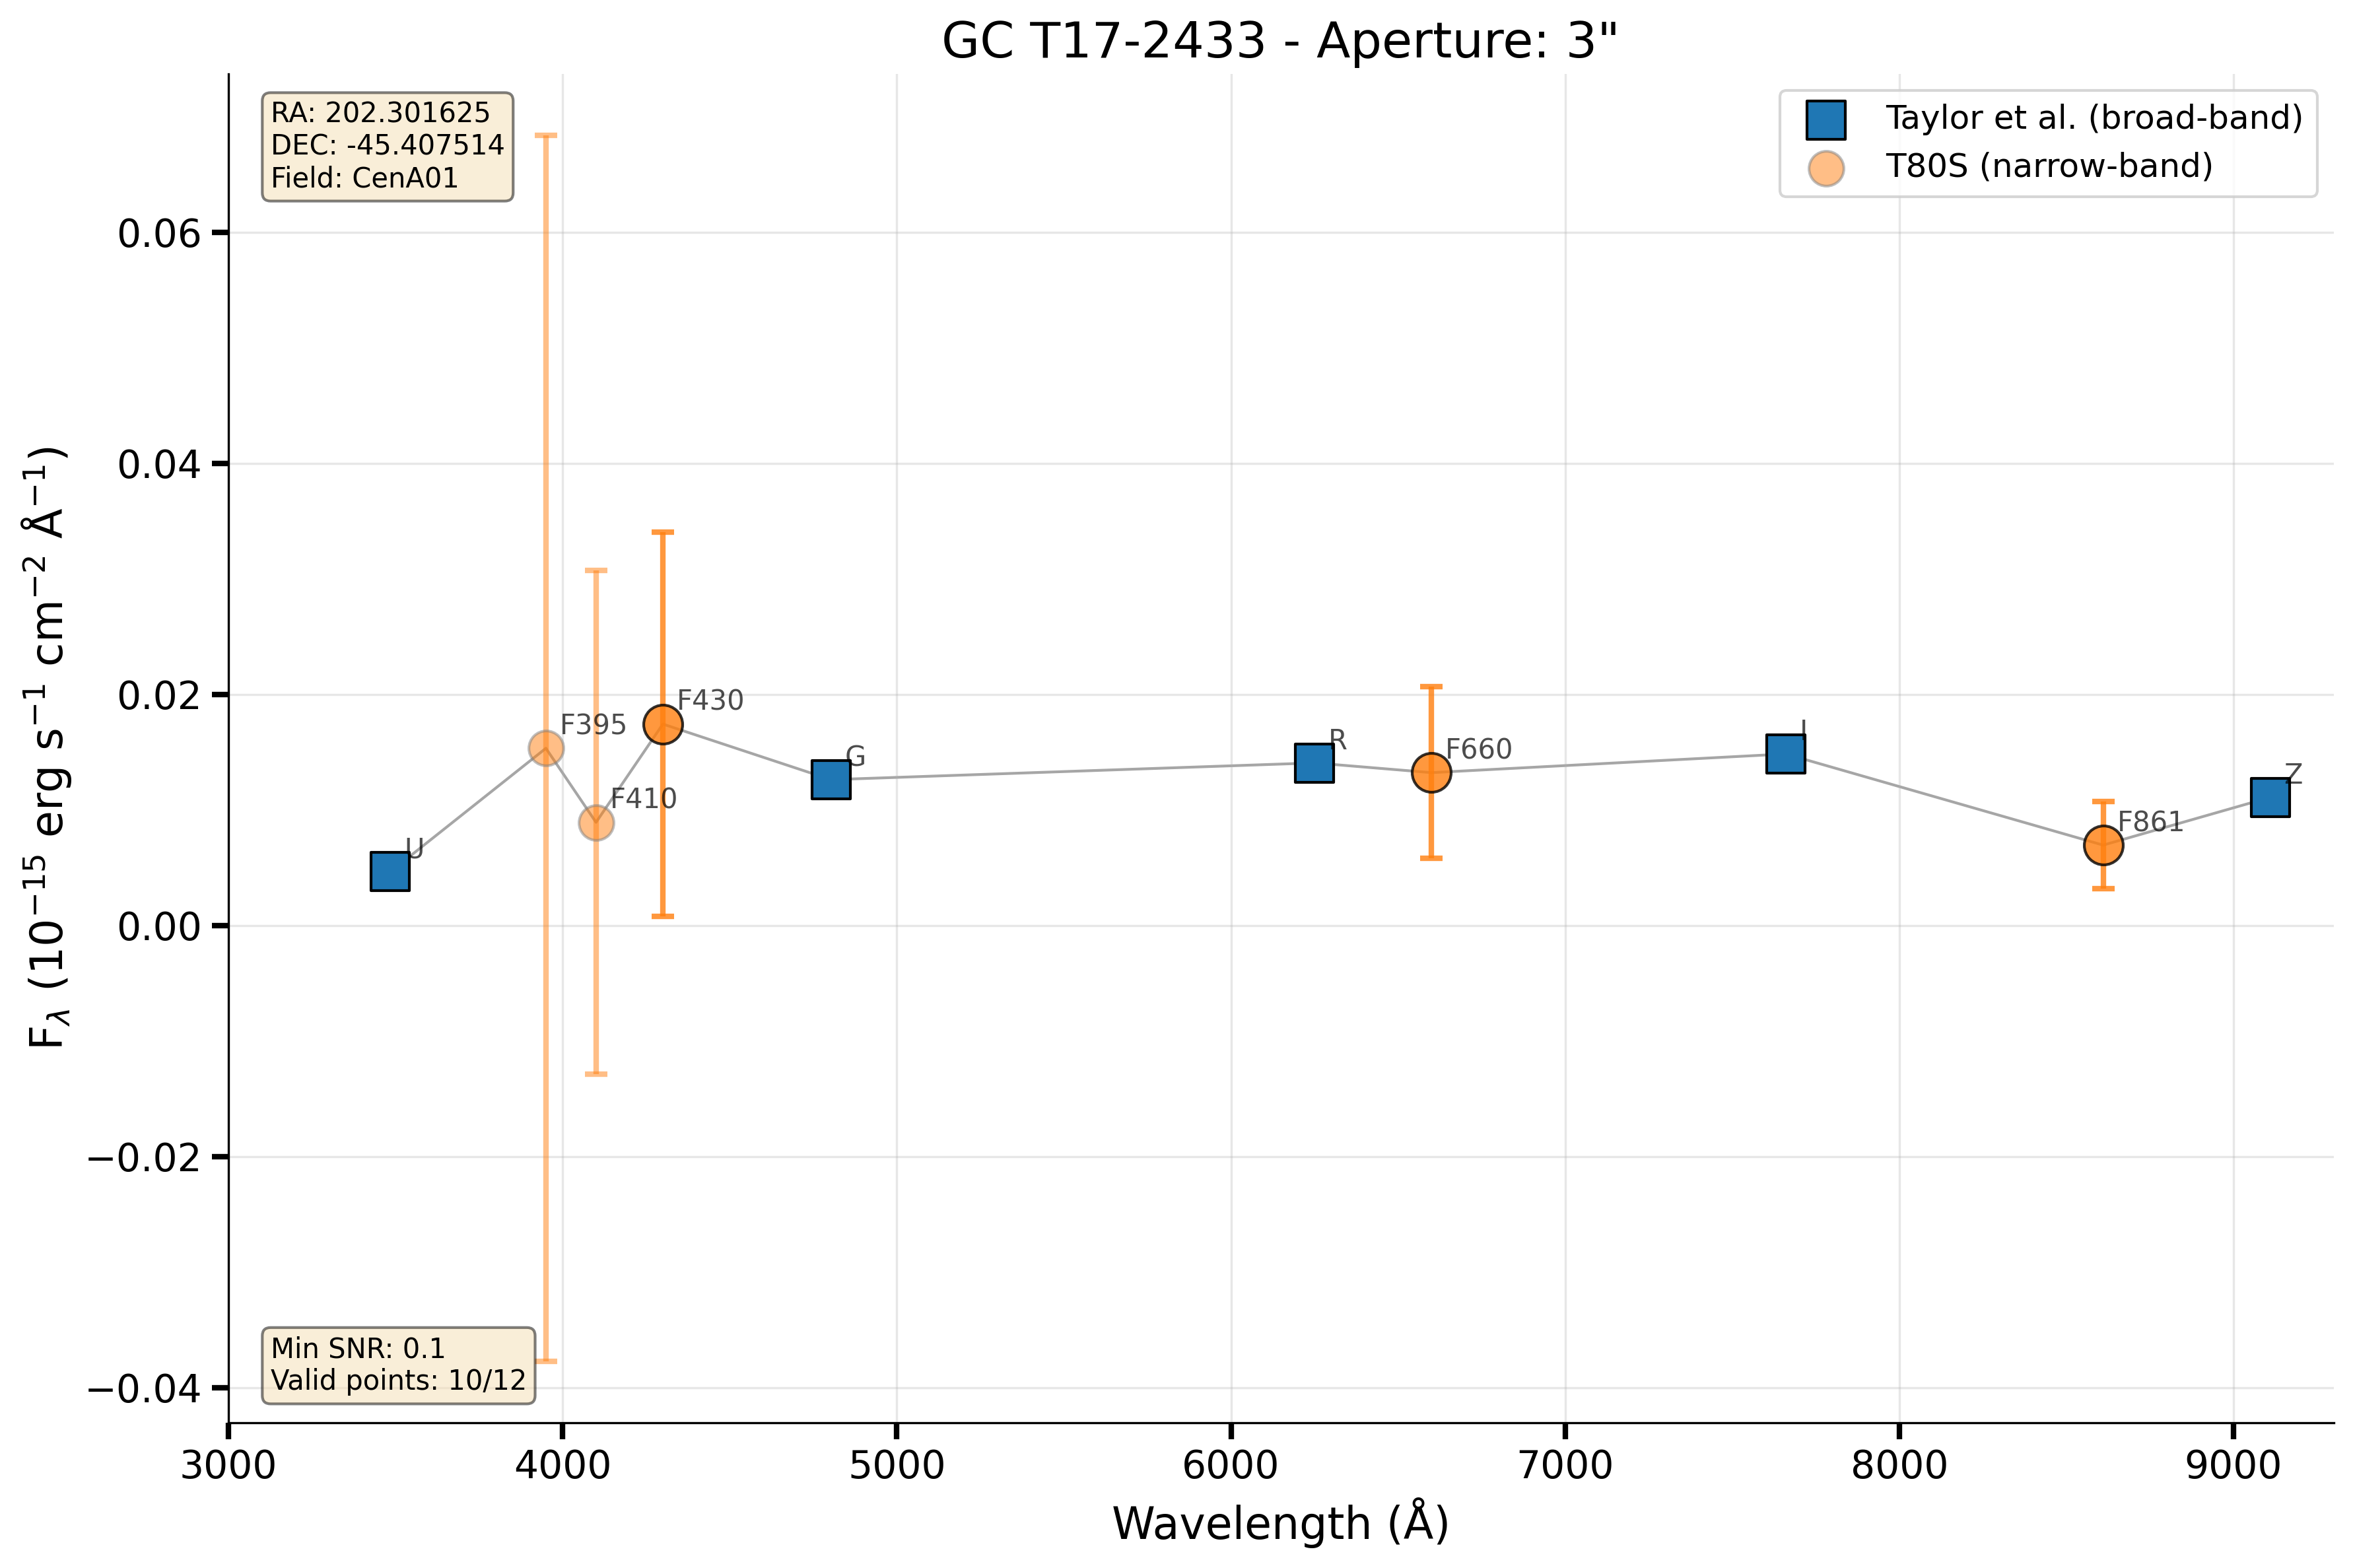 GC T17-2433 - Aperture: 3"
RA: 202.301625
DEC: -45.407514
Field: CenA01
Taylor et al. (broad-band)
T80S (narrow-band)
F_λ (10⁻¹⁵ erg s⁻¹ cm⁻² Å⁻¹)
0.06
0.04
0.02
0.00
−0.02
−0.04
U
F395
F410
F430
G
R
F660
I
F861
Z
Min SNR: 0.1
Valid points: 10/12
3000 4000 5000 6000 7000 8000 9000
Wavelength (Å)